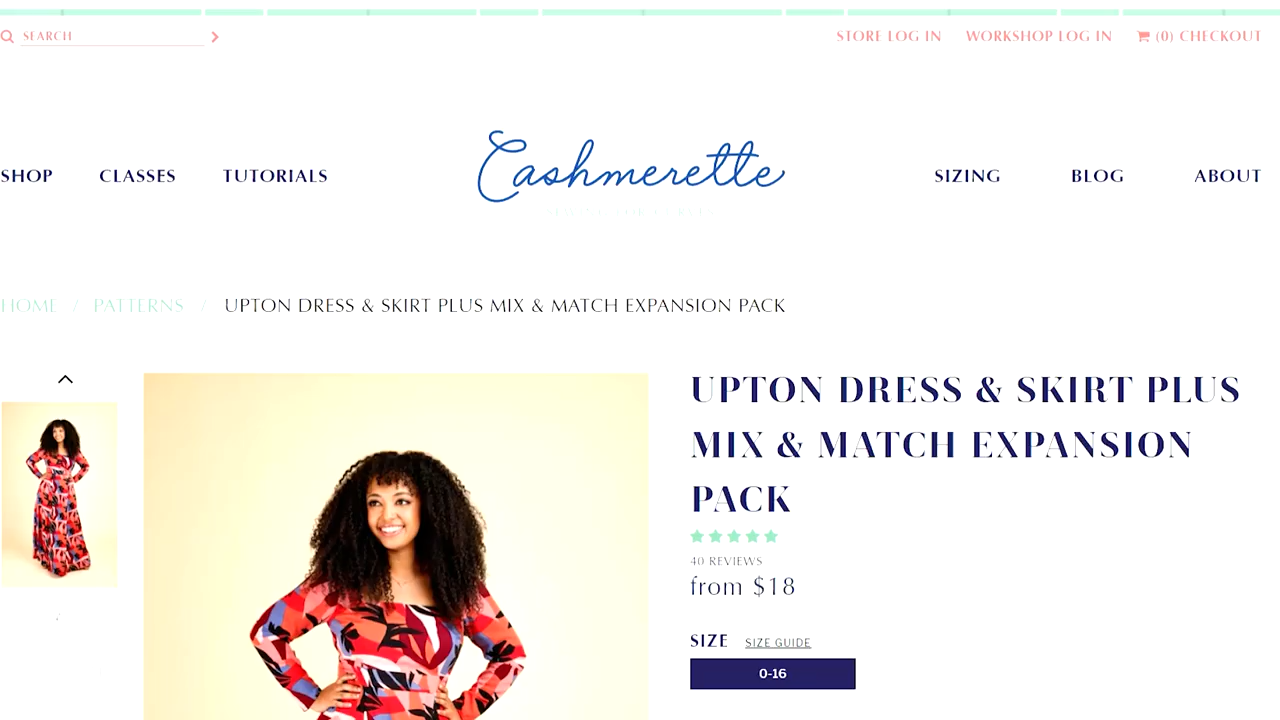 SEARCH
STORE LOG IN WORKSHOP LOG IN (0) CHECKOUT
SHOP CLASSES TUTORIALS Cashmerette SIZING BLOG ABOUT
HOME / PATTERNS / UPTON DRESS & SKIRT PLUS MIX & MATCH EXPANSION PACK
UPTON DRESS & SKIRT PLUS
MIX & MATCH EXPANSION
PACK
40 REVIEWS
from $18
SIZE SIZE GUIDE
0-16